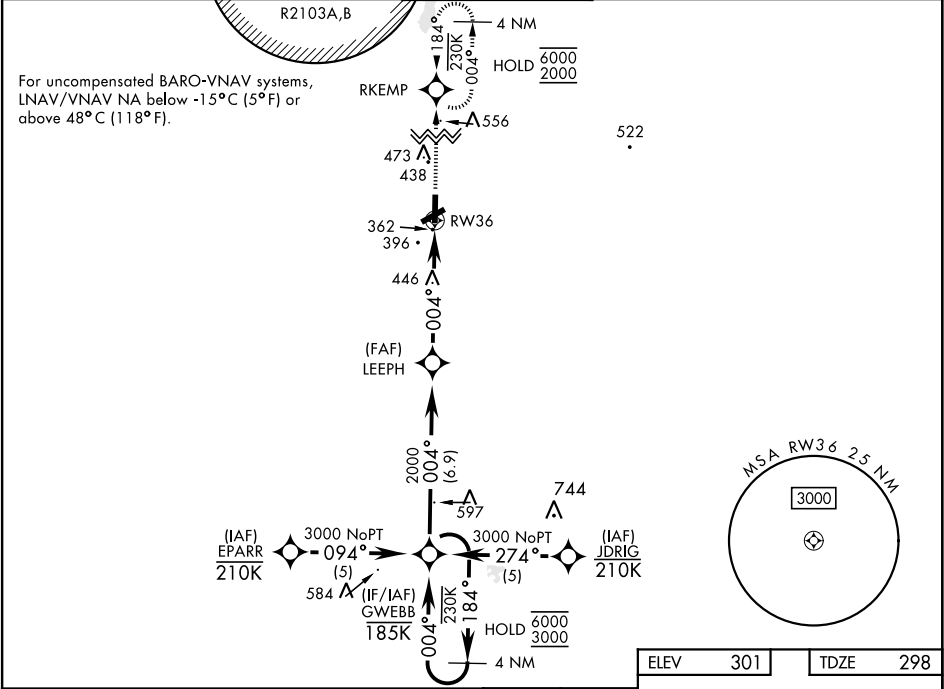 R2103A,B
For uncompensated BARO-VNAV systems,
LNAV/VNAV NA below -15°C (5°F) or
above 48°C (118°F).
184°
230K
004°
4 NM
HOLD 6000
2000
RKEMP
556
522
473
438
RW36
362
396
446
004°
(FAF)
LEEPH
2000
004°
(6.9)
597
744
MSA RW36 25 NM
3000
(IAF)
EPARR
210K
3000 NoPT
094°
(5)
3000 NoPT
274°
(5)
(IAF)
JDRIG
210K
584
(IF/IAF)
GWEBB
185K
004°
230K
184°
HOLD 6000
3000
4 NM
ELEV 301
TDZE 298